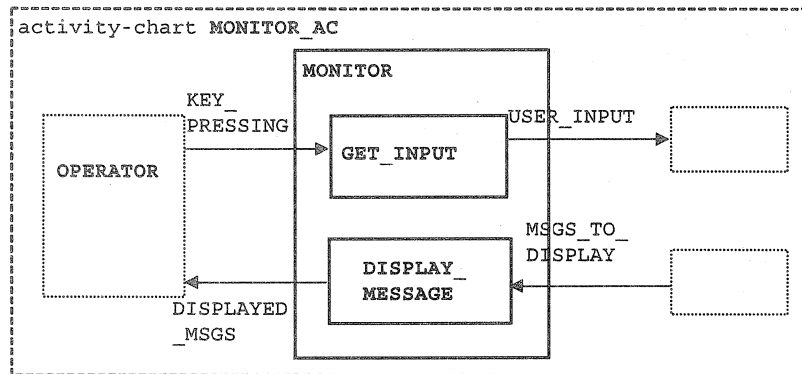 activity-chart MONITOR_AC
MONITOR
KEY_
PRESSING
USER_INPUT
GET_INPUT
OPERATOR
MSGS_TO_
DISPLAY
DISPLAY_
MESSAGE
DISPLAYED
_MSGS